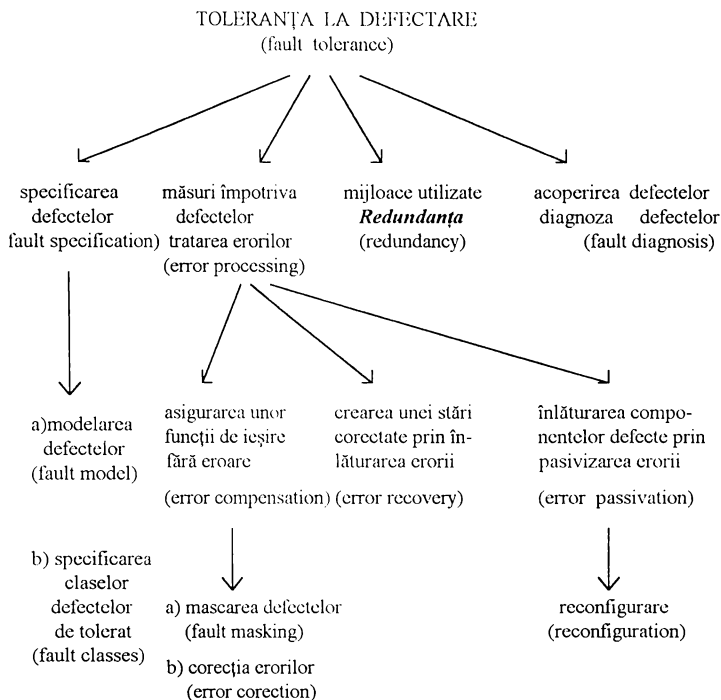 TOLERANȚA LA DEFECTARE
(fault tolerance)
specificarea
defectelor
fault specification)
măsuri împotriva
defectelor
tratarea erorilor
(error processing)
mijloace utilizate
Redundanța
(redundancy)
acoperirea defectelor
diagnoza defectelor
(fault diagnosis)
a)modelarea
defectelor
(fault model)
b) specificarea
claselor
defectelor
de tolerat
(fault classes)
asigurarea unor
funcții de ieșire
fără eroare
(error compensation)
a) mascarea defectelor
(fault masking)
b) corecția erorilor
(error corection)
crearea unei stări
corectate prin în-
lăturarea erorii
(error recovery)
înlăturarea compo-
nentelor defecte prin
pasivizarea erorii
(error passivation)
reconfigurare
(reconfiguration)